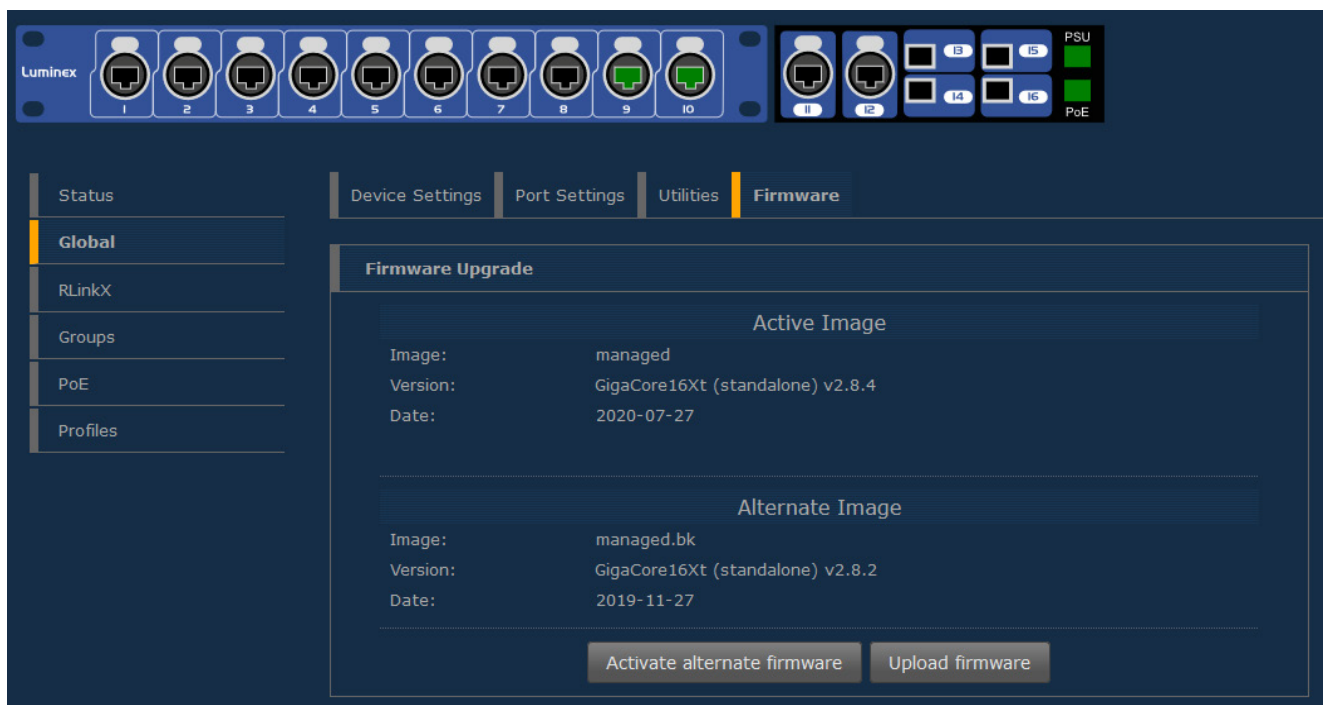 PSU
Luminex
13 15
14 16
1 2 3 4 5 6 7 8 9 10 11 12
PoE
Status
Global
RLinkX
Groups
PoE
Profiles
Device Settings Port Settings Utilities Firmware
Firmware Upgrade
Active Image
Image: managed
Version: GigaCore16Xt (standalone) v2.8.4
Date: 2020-07-27
Alternate Image
Image: managed.bk
Version: GigaCore16Xt (standalone) v2.8.2
Date: 2019-11-27
Activate alternate firmware Upload firmware